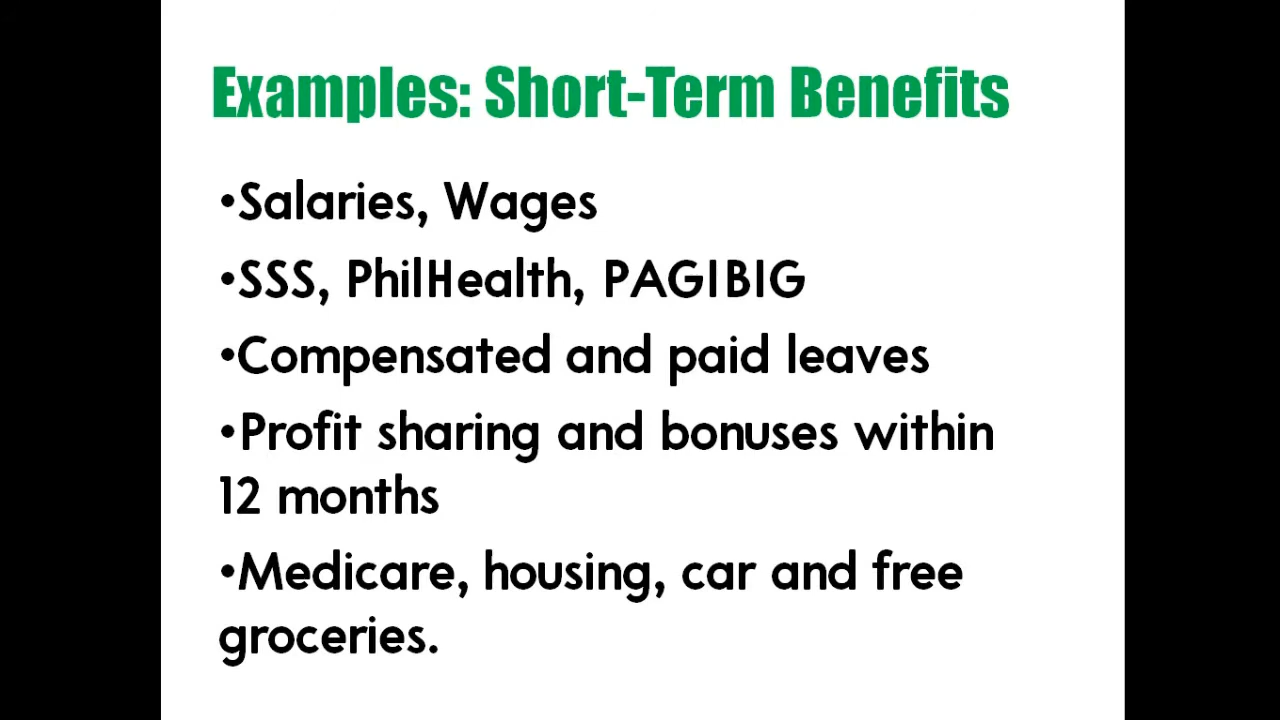 Examples: Short-Term Benefits
•Salaries, Wages
•SSS, PhilHealth, PAGIBIG
•Compensated and paid leaves
•Profit sharing and bonuses within
12 months
•Medicare, housing, car and free
groceries.